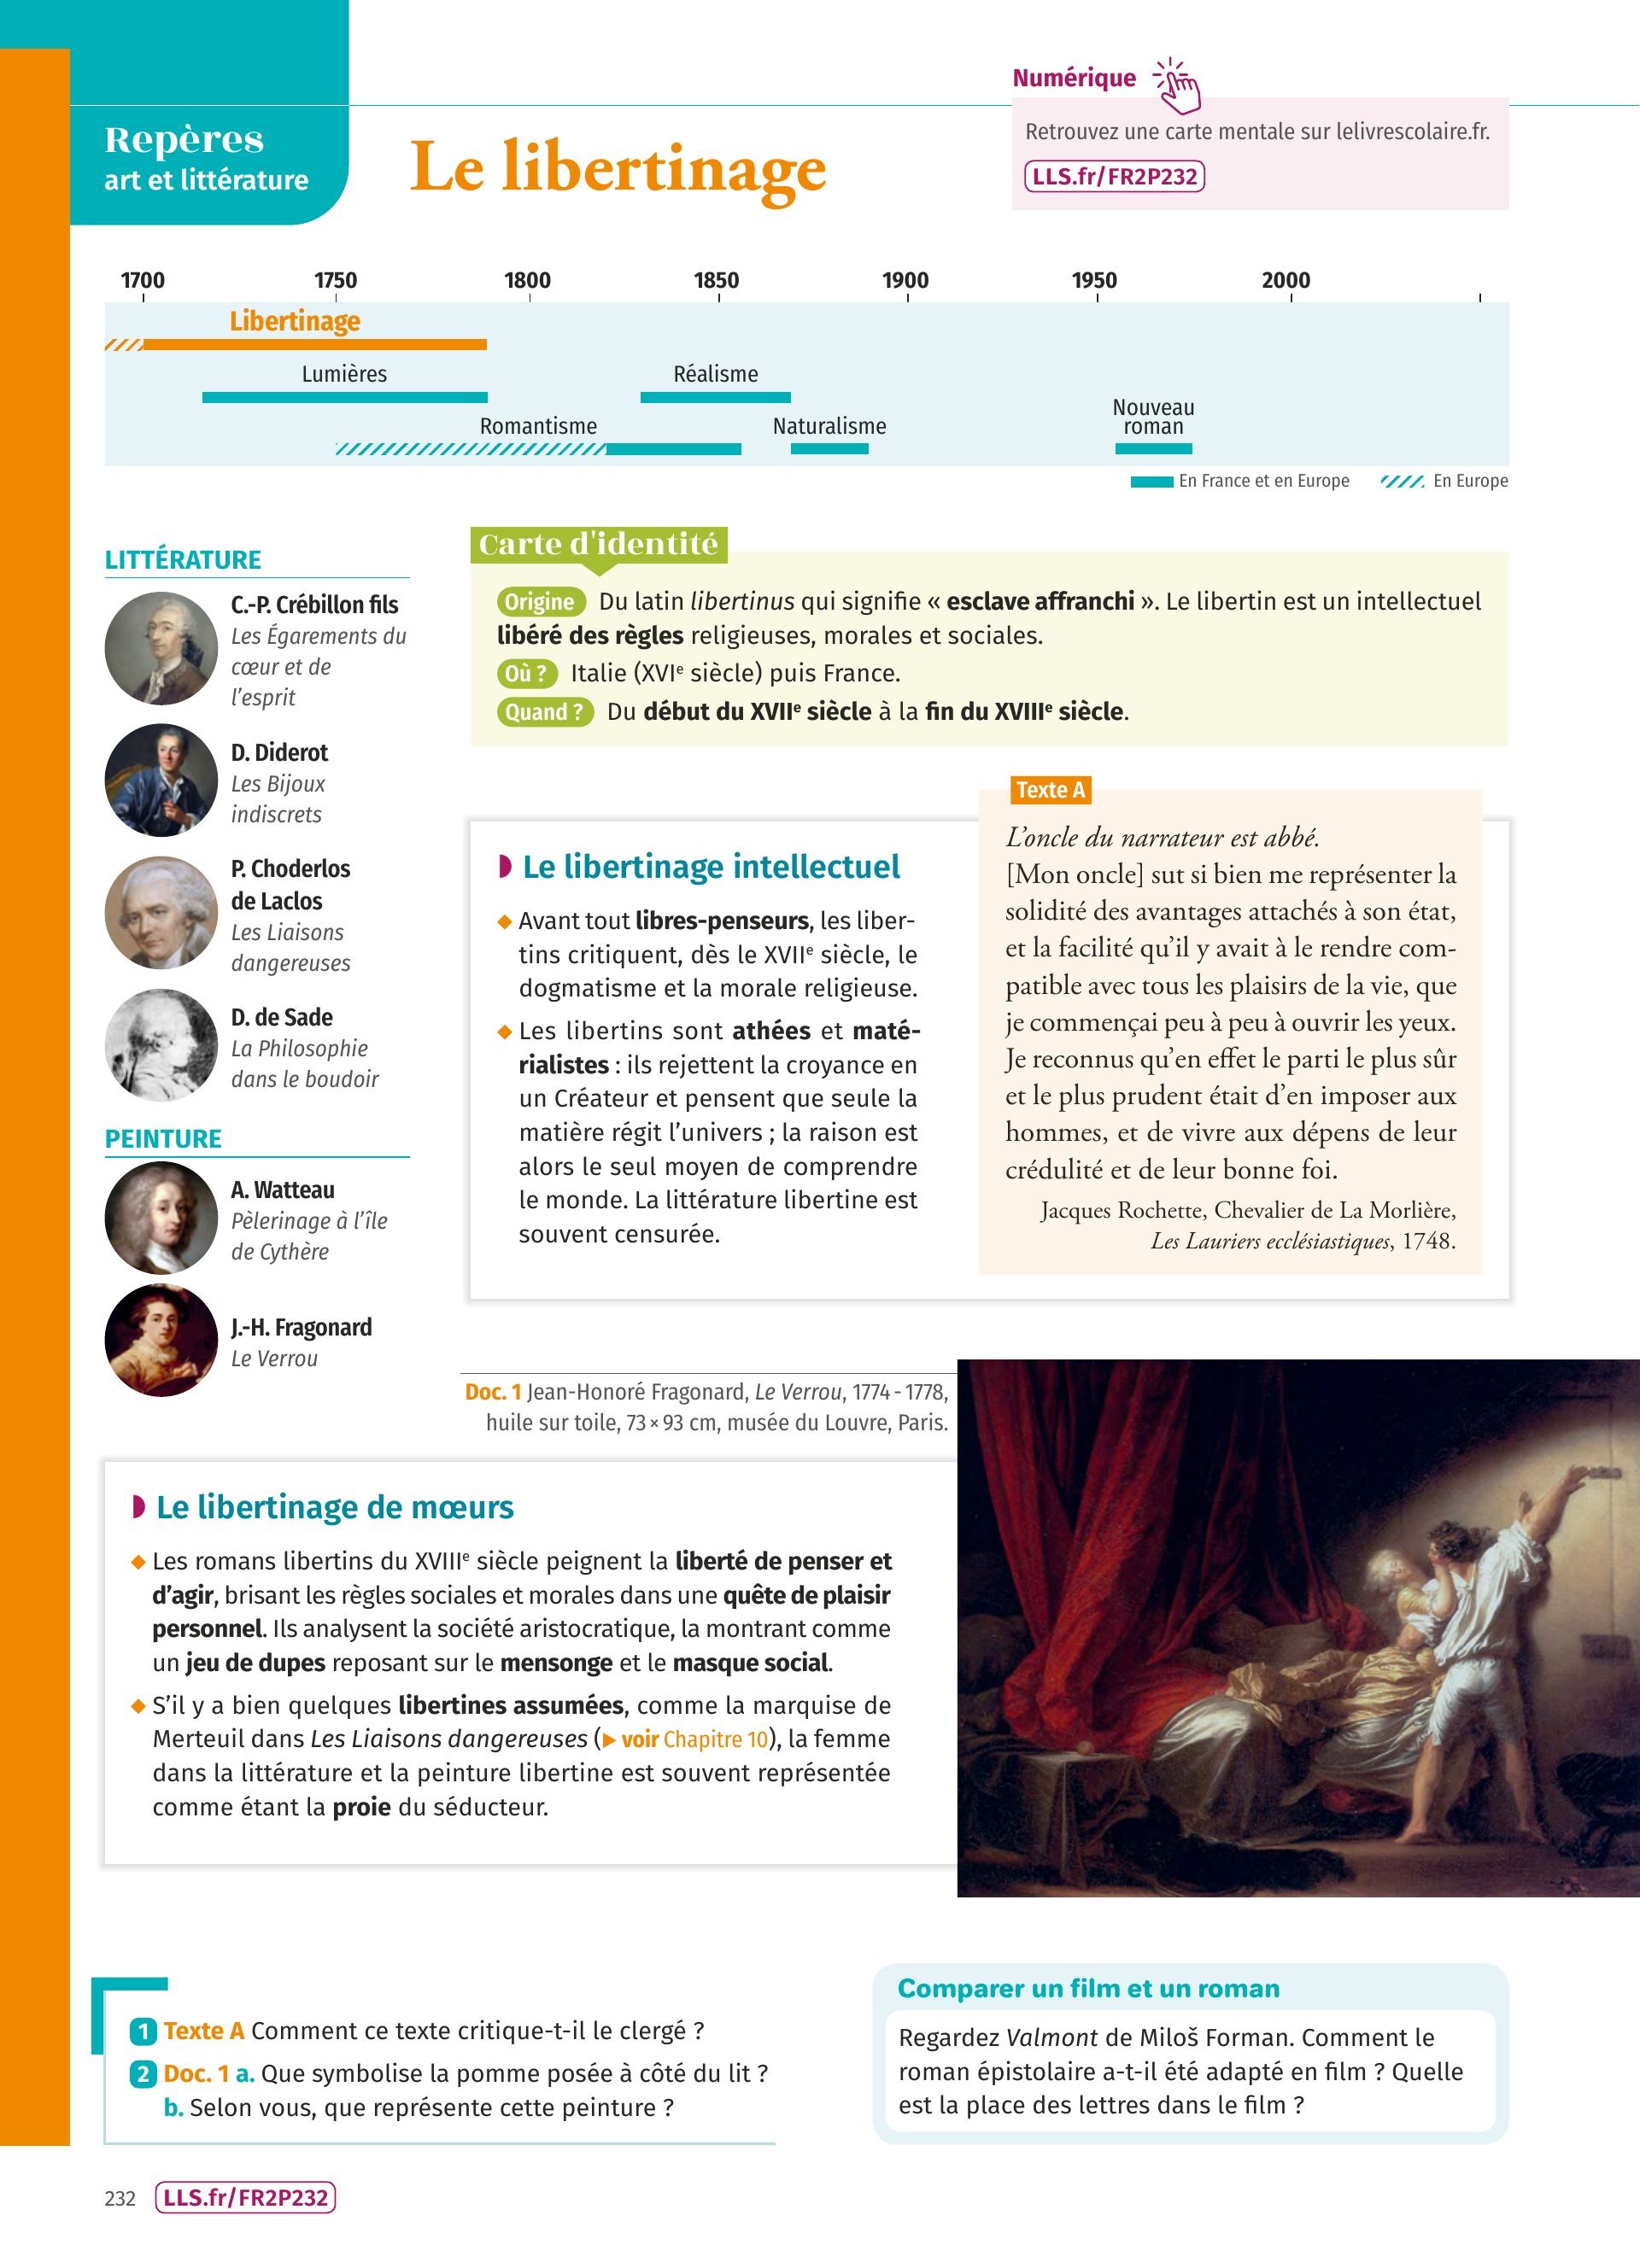 Repères
art et littérature
Le libertinage
Numérique
Retrouvez une carte mentale sur lelivrescolaire.fr.
LLS.fr/FR2P232
1700 1750 1800 1850 1900 1950 2000
Libertinage
Lumières
Réalisme
Romantisme
Naturalisme
Nouveau
roman
En France et en Europe
En Europe
LITTÉRATURE
C.-P. Crébillon fils
Les Égarements du
cœur et de
l'esprit
D. Diderot
Les Bijoux
indiscrets
P. Choderlos
de Laclos
Les Liaisons
dangereuses
D. de Sade
La Philosophie
dans le boudoir
PEINTURE
A. Watteau
Pèlerinage à l'île
de Cythère
J.-H. Fragonard
Le Verrou
Carte d'identité
Origine Du latin libertinus qui signifie « esclave affranchi ». Le libertin est un intellectuel
libéré des règles religieuses, morales et sociales.
Où ? Italie (XVIe siècle) puis France.
Quand ? Du début du XVIIe siècle à la fin du XVIIIe siècle.
Le libertinage intellectuel
Avant tout libres-penseurs, les liber-
tins critiquent, dès le XVIIe siècle, le
dogmatisme et la morale religieuse.
Les libertins sont athées et maté-
rialistes : ils rejettent la croyance en
un Créateur et pensent que seule la
matière régit l'univers ; la raison est
alors le seul moyen de comprendre
le monde. La littérature libertine est
souvent censurée.
Texte A
L'oncle du narrateur est abbé.
[Mon oncle] sut si bien me représenter la
solidité des avantages attachés à son état,
et la facilité qu'il y avait à le rendre com-
patible avec tous les plaisirs de la vie, que
je commençai peu à peu à ouvrir les yeux.
Je reconnus qu'en effet le parti le plus sûr
et le plus prudent était d'en imposer aux
hommes, et de vivre aux dépens de leur
crédulité et de leur bonne foi.
Jacques Rochette, Chevalier de La Morlière,
Les Lauriers ecclésiastiques, 1748.
Doc. 1 Jean-Honoré Fragonard, Le Verrou, 1774 - 1778,
huile sur toile, 73 × 93 cm, musée du Louvre, Paris.
Le libertinage de mœurs
Les romans libertins du XVIIIe siècle peignent la liberté de penser et
d'agir, brisant les règles sociales et morales dans une quête de plaisir
personnel. Ils analysent la société aristocratique, la montrant comme
un jeu de dupes reposant sur le mensonge et le masque social.
S'il y a bien quelques libertines assumées, comme la marquise de
Merteuil dans Les Liaisons dangereuses (▶ voir Chapitre 10), la femme
dans la littérature et la peinture libertine est souvent représentée
comme étant la proie du séducteur.
1 Texte A Comment ce texte critique-t-il le clergé ?
2 Doc. 1 a. Que symbolise la pomme posée à côté du lit ?
b. Selon vous, que représente cette peinture ?
Comparer un film et un roman
Regardez Valmont de Miloš Forman. Comment le
roman épistolaire a-t-il été adapté en film ? Quelle
est la place des lettres dans le film ?
232 LLS.fr/FR2P232